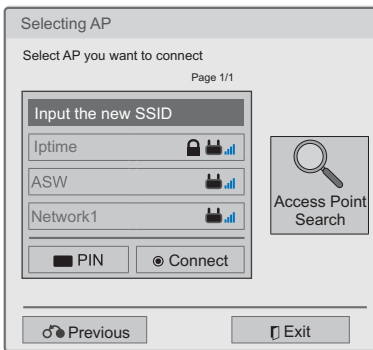 Selecting AP
Select AP you want to connect
Page 1/1
Input the new SSID
Iptime
ASW
Network1
PIN
Connect
Access Point
Search
Previous
Exit